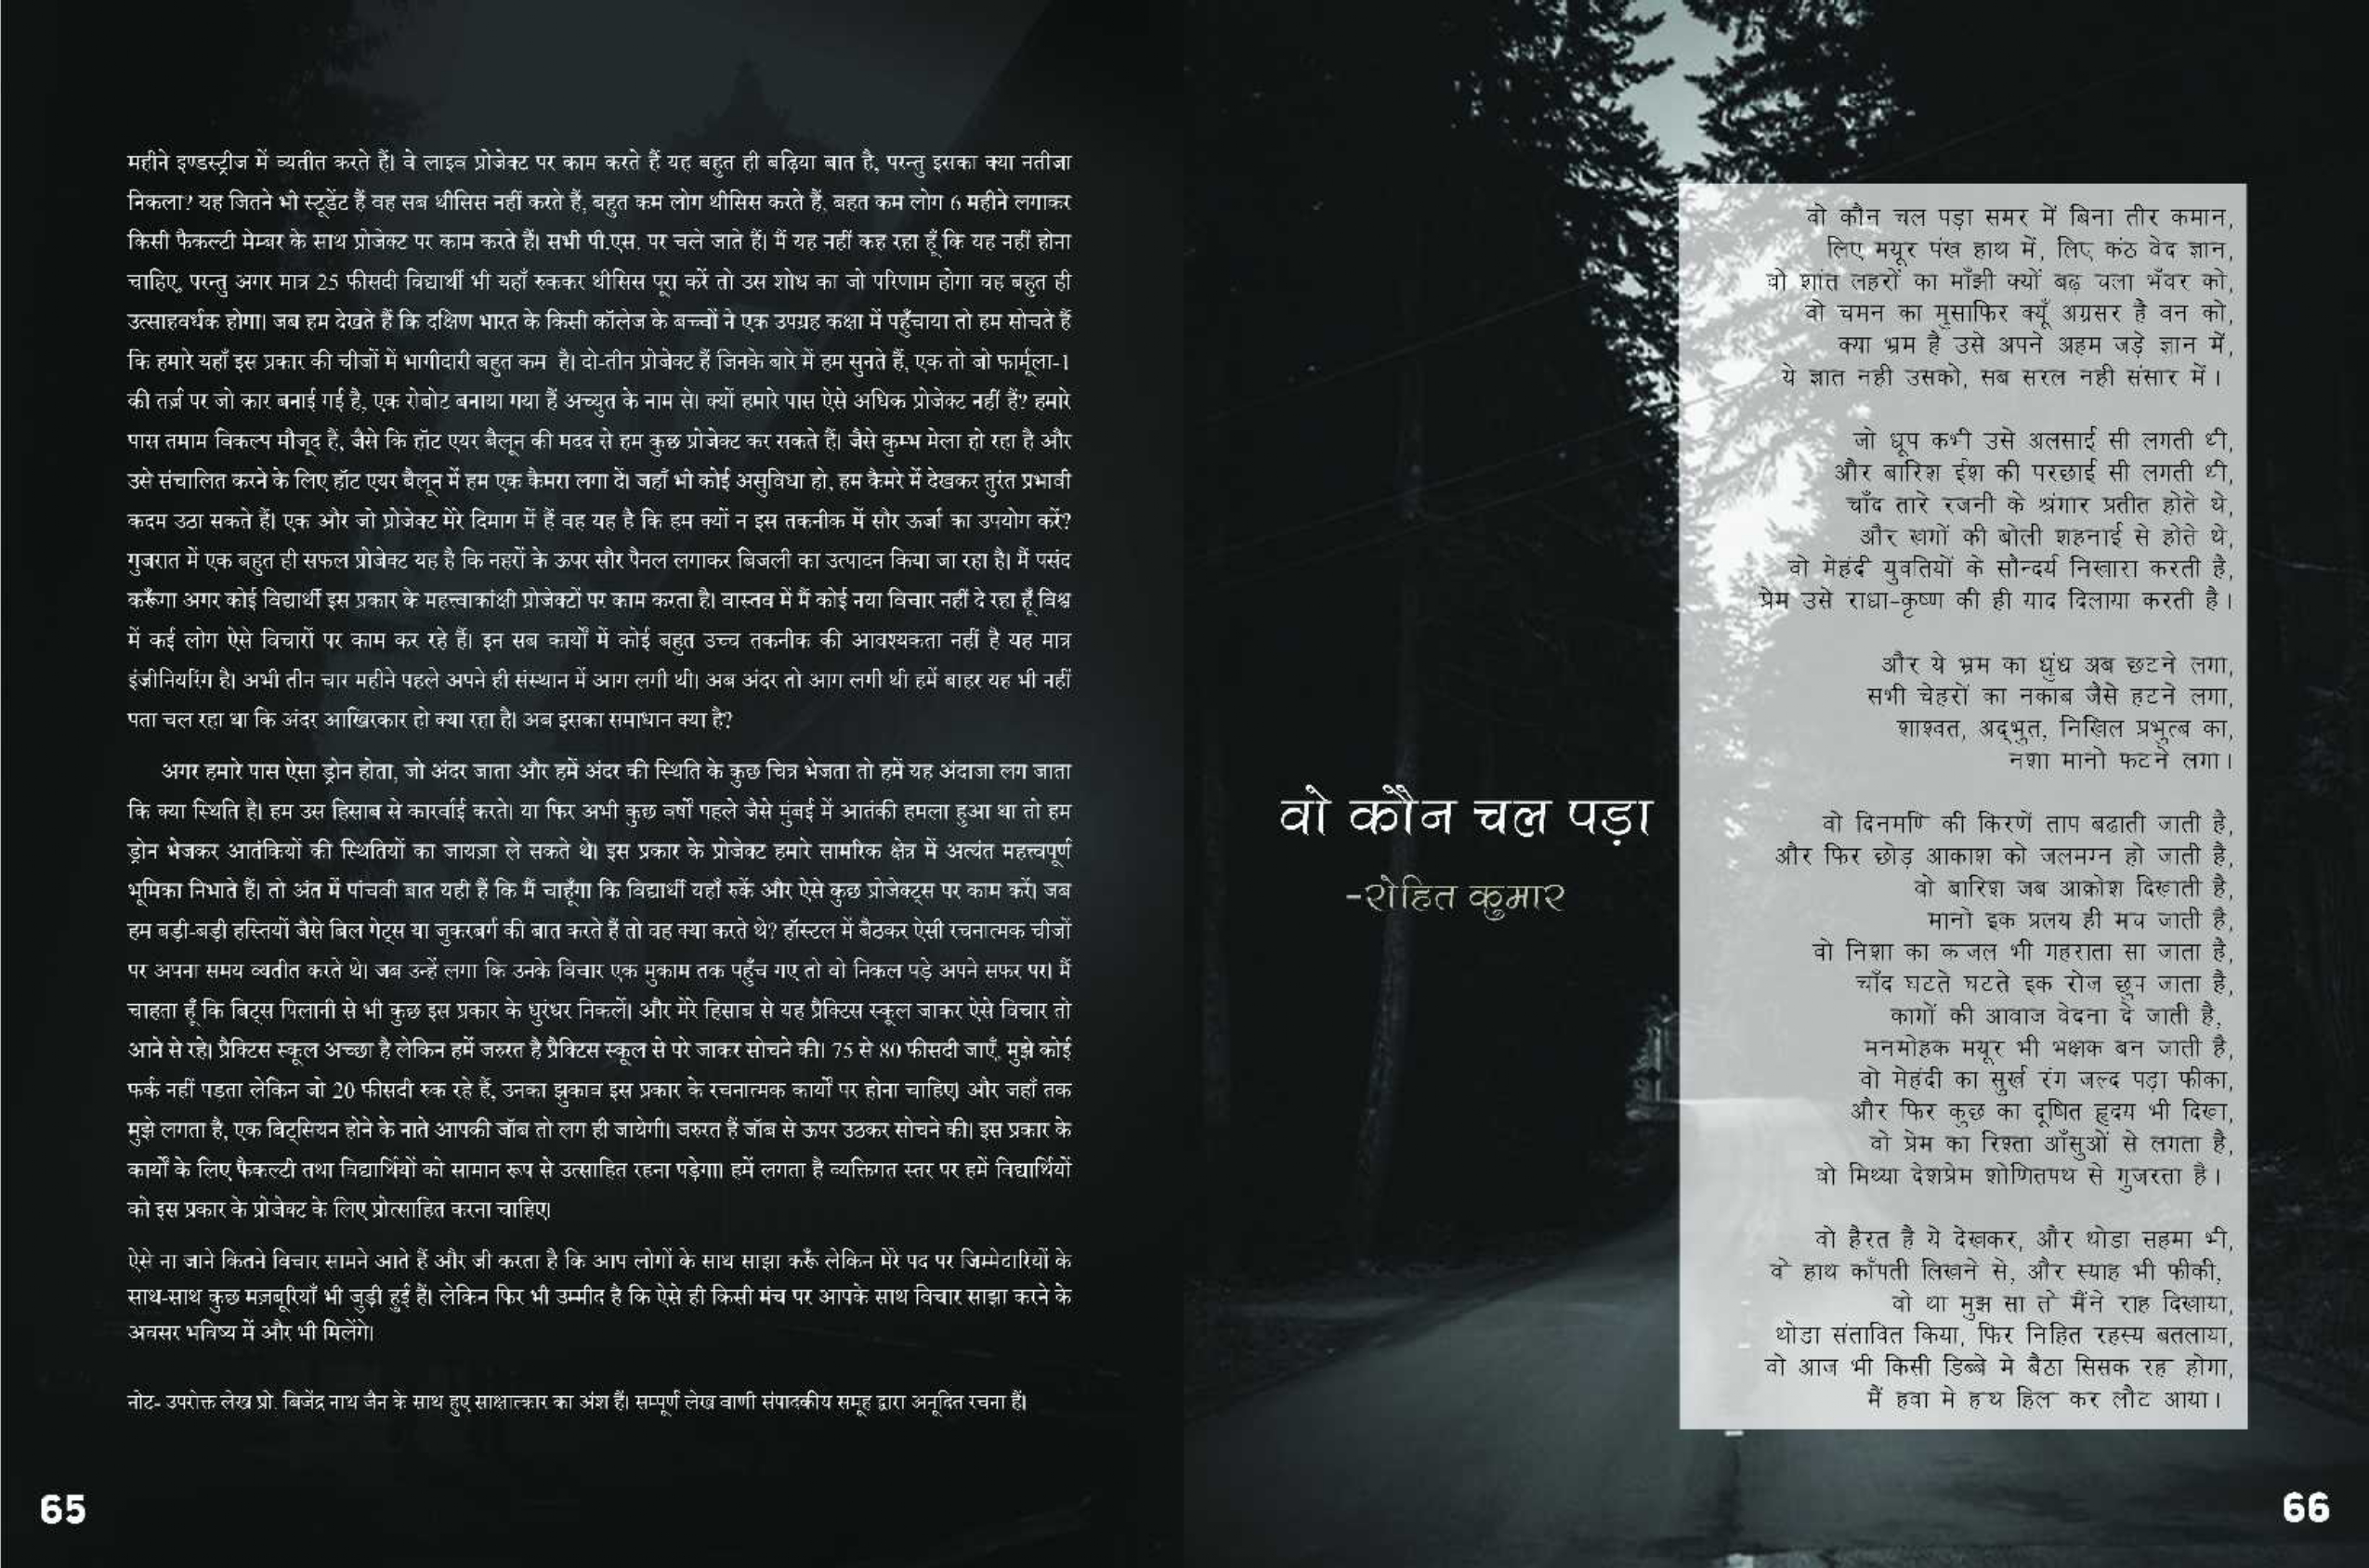 महीने इण्डस्ट्रीज में व्यतीत करते हैं। वे लाइव प्रोजेक्ट पर काम करते हैं यह बहुत ही बढ़िया बात है, परन्तु इसका क्या नतीजा
निकला? यह जितने भी स्टूडेंट हैं वह सब थीसिस नहीं करते हैं, बहुत कम लोग थीसिस करते हैं, बहत कम लोग 6 महीने लगाकर
किसी फैकल्टी मेम्बर के साथ प्रोजेक्ट पर काम करते हैं। सभी पी.एस. पर चले जाते हैं। मैं यह नहीं कह रहा हूँ कि यह नहीं होना
चाहिए, परन्तु अगर मात्र 25 फीसदी विद्यार्थी भी यहाँ रुककर थीसिस पूरा करें तो उस शोध का जो परिणाम होगा वह बहुत ही
उत्साहवर्धक होगा। जब हम देखते हैं कि दक्षिण भारत के किसी कॉलेज के बच्चों ने एक उपग्रह कक्षा में पहुँचाया तो हम सोचते हैं
कि हमारे यहाँ इस प्रकार की चीजों में भागीदारी बहुत कम है। दो-तीन प्रोजेक्ट हैं जिनके बारे में हम सुनते हैं, एक तो जो फार्मूला-1
की तर्ज़ पर जो कार बनाई गई है, एक रोबोट बनाया गया हैं अच्युत के नाम से। क्यों हमारे पास ऐसे अधिक प्रोजेक्ट नहीं हैं? हमारे
पास तमाम विकल्प मौजूद हैं, जैसे कि हॉट एयर बैलून की मदद से हम कुछ प्रोजेक्ट कर सकते हैं। जैसे कुम्भ मेला हो रहा है और
उसे संचालित करने के लिए हॉट एयर बैलून में हम एक कैमरा लगा दें। जहाँ भी कोई असुविधा हो, हम कैमरे में देखकर तुरंत प्रभावी
कदम उठा सकते हैं। एक और जो प्रोजेक्ट मेरे दिमाग में हैं वह यह है कि हम क्यों न इस तकनीक में सौर ऊर्जा का उपयोग करें?
गुजरात में एक बहुत ही सफल प्रोजेक्ट यह है कि नहरों के ऊपर सौर पैनल लगाकर बिजली का उत्पादन किया जा रहा है। मैं पसंद
करूँगा अगर कोई विद्यार्थी इस प्रकार के महत्त्वाकांक्षी प्रोजेक्टों पर काम करता है। वास्तव में मैं कोई नया विचार नहीं दे रहा हूँ विश्व
में कई लोग ऐसे विचारों पर काम कर रहे हैं। इन सब कार्यों में कोई बहुत उच्च तकनीक की आवश्यकता नहीं है यह मात्र
इंजीनियरिंग है। अभी तीन चार महीने पहले अपने ही संस्थान में आग लगी थी। अब अंदर तो आग लगी थी हमें बाहर यह भी नहीं
पता चल रहा था कि अंदर आखिरकार हो क्या रहा है। अब इसका समाधान क्या है?
अगर हमारे पास ऐसा ड्रोन होता, जो अंदर जाता और हमें अंदर की स्थिति के कुछ चित्र भेजता तो हमें यह अंदाजा लग जाता
कि क्या स्थिति है। हम उस हिसाब से कारर्वाई करते। या फिर अभी कुछ वर्षों पहले जैसे मुंबई में आतंकी हमला हुआ था तो हम
ड्रोन भेजकर आतंकियों की स्थितियों का जायज़ा ले सकते थे। इस प्रकार के प्रोजेक्ट हमारे सामरिक क्षेत्र में अत्यंत महत्त्वपूर्ण
भूमिका निभाते हैं। तो अंत में पांचवी बात यही हैं कि मैं चाहूँगा कि विद्यार्थी यहाँ रुकें और ऐसे कुछ प्रोजेक्ट्स पर काम करें। जब
हम बड़ी-बड़ी हस्तियों जैसे बिल गेट्स या जुकरबर्ग की बात करते हैं तो वह क्या करते थे? हॉस्टल में बैठकर ऐसी रचनात्मक चीजों
पर अपना समय व्यतीत करते थे। जब उन्हें लगा कि उनके विचार एक मुकाम तक पहुँच गए तो वो निकल पड़े अपने सफर पर। मैं
चाहता हूँ कि बिट्स पिलानी से भी कुछ इस प्रकार के धुरंधर निकलें। और मेरे हिसाब से यह प्रैक्टिस स्कूल जाकर ऐसे विचार तो
आने से रहे। प्रैक्टिस स्कूल अच्छा है लेकिन हमें जरुरत है प्रैक्टिस स्कूल से परे जाकर सोचने की। 75 से 80 फीसदी जाएँ, मुझे कोई
फर्क नहीं पड़ता लेकिन जो 20 फीसदी रुक रहे हैं, उनका झुकाव इस प्रकार के रचनात्मक कार्यों पर होना चाहिए। और जहाँ तक
मुझे लगता है, एक बिट्सियन होने के नाते आपकी जॉब तो लग ही जायेगी। जरुरत हैं जॉब से ऊपर उठकर सोचने की। इस प्रकार के
कार्यों के लिए फैकल्टी तथा विद्यार्थियों को सामान रूप से उत्साहित रहना पड़ेगा। हमें लगता है व्यक्तिगत स्तर पर हमें विद्यार्थियों
को इस प्रकार के प्रोजेक्ट के लिए प्रोत्साहित करना चाहिए।
ऐसे ना जाने कितने विचार सामने आते हैं और जी करता है कि आप लोगों के साथ साझा करूँ लेकिन मेरे पद पर जिम्मेदारियों के
साथ-साथ कुछ मज़बूरियाँ भी जुड़ी हुई हैं। लेकिन फिर भी उम्मीद है कि ऐसे ही किसी मंच पर आपके साथ विचार साझा करने के
अवसर भविष्य में और भी मिलेंगे।
नोट- उपरोक्त लेख प्रो. बिजेंद्र नाथ जैन के साथ हुए साक्षात्कार का अंश हैं। सम्पूर्ण लेख वाणी संपादकीय समूह द्वारा अनूदित रचना हैं।
65
वो कौन चल पड़ा
-रोहित कुमार
वो कौन चल पड़ा समर में बिना तीर कमान,
लिए मयूर पंख हाथ में, लिए कंठ वेद ज्ञान,
वो शांत लहरों का माँझी क्यों बढ़ चला भँवर को,
वो चमन का मुसाफिर क्यूँ अग्रसर है वन को,
क्या भ्रम है उसे अपने अहम जड़े ज्ञान में,
ये ज्ञात नही उसको, सब सरल नही संसार में।
जो धूप कभी उसे अलसाई सी लगती थी,
और बारिश ईश की परछाई सी लगती थी,
चाँद तारे रजनी के श्रंगार प्रतीत होते थे,
और खगों की बोली शहनाई से होते थे,
वो मेहंदी युवतियों के सौन्दर्य निखारा करती है,
प्रेम उसे राधा-कृष्ण की ही याद दिलाया करती है।
और ये भ्रम का धुंध अब छटने लगा,
सभी चेहरों का नकाब जैसे हटने लगा,
शाश्वत, अद्भुत, निखिल प्रभुत्ब का,
नशा मानो फटने लगा।
वो दिनमणि की किरणें ताप बढाती जाती है,
और फिर छोड़ आकाश को जलमग्न हो जाती है,
वो बारिश जब आक्रोश दिखाती है,
मानो इक प्रलय ही मच जाती है,
वो निशा का कजल भी गहराता सा जाता है,
चाँद घटते घटते इक रोज छुप जाता है,
कागों की आवाज वेदना दे जाती है,
मनमोहक मयूर भी भक्षक बन जाती है,
वो मेहंदी का सुर्ख रंग जल्द पढ़ा फीका,
और फिर कुछ का दूषित हृदय भी दिखा,
वो प्रेम का रिश्ता आँसुओं से लगता है,
वो मिथ्या देशप्रेम शोणितपथ से गुजरता है।
वो हैरत है ये देखकर, और थोडा सहमा भी,
वे हाथ काँपती लिखने से, और स्याह भी फीकी,
वो था मुझ सा तो मैंने राह दिखाया,
थोडा संतावित किया, फिर निहित रहस्य बतलाया,
वो आज भी किसी डिब्बे मे बैठा सिसक रह होगा,
मैं हवा मे हथ हिल कर लौट आया।
66